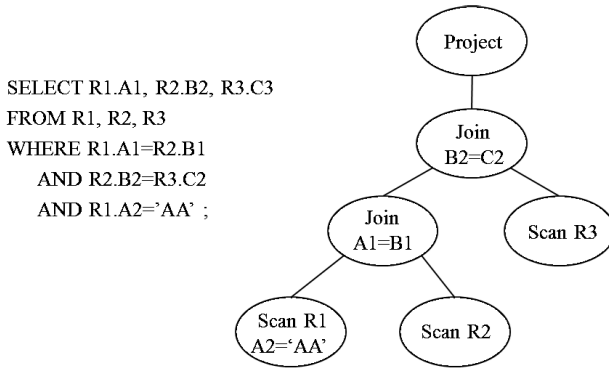 SELECT R1.A1, R2.B2, R3.C3
FROM R1, R2, R3
WHERE R1.A1=R2.B1
AND R2.B2=R3.C2
AND R1.A2=’AA’ ;
Project
Join
B2=C2
Join
A1=B1
Scan R3
Scan R1
A2=‘AA’
Scan R2